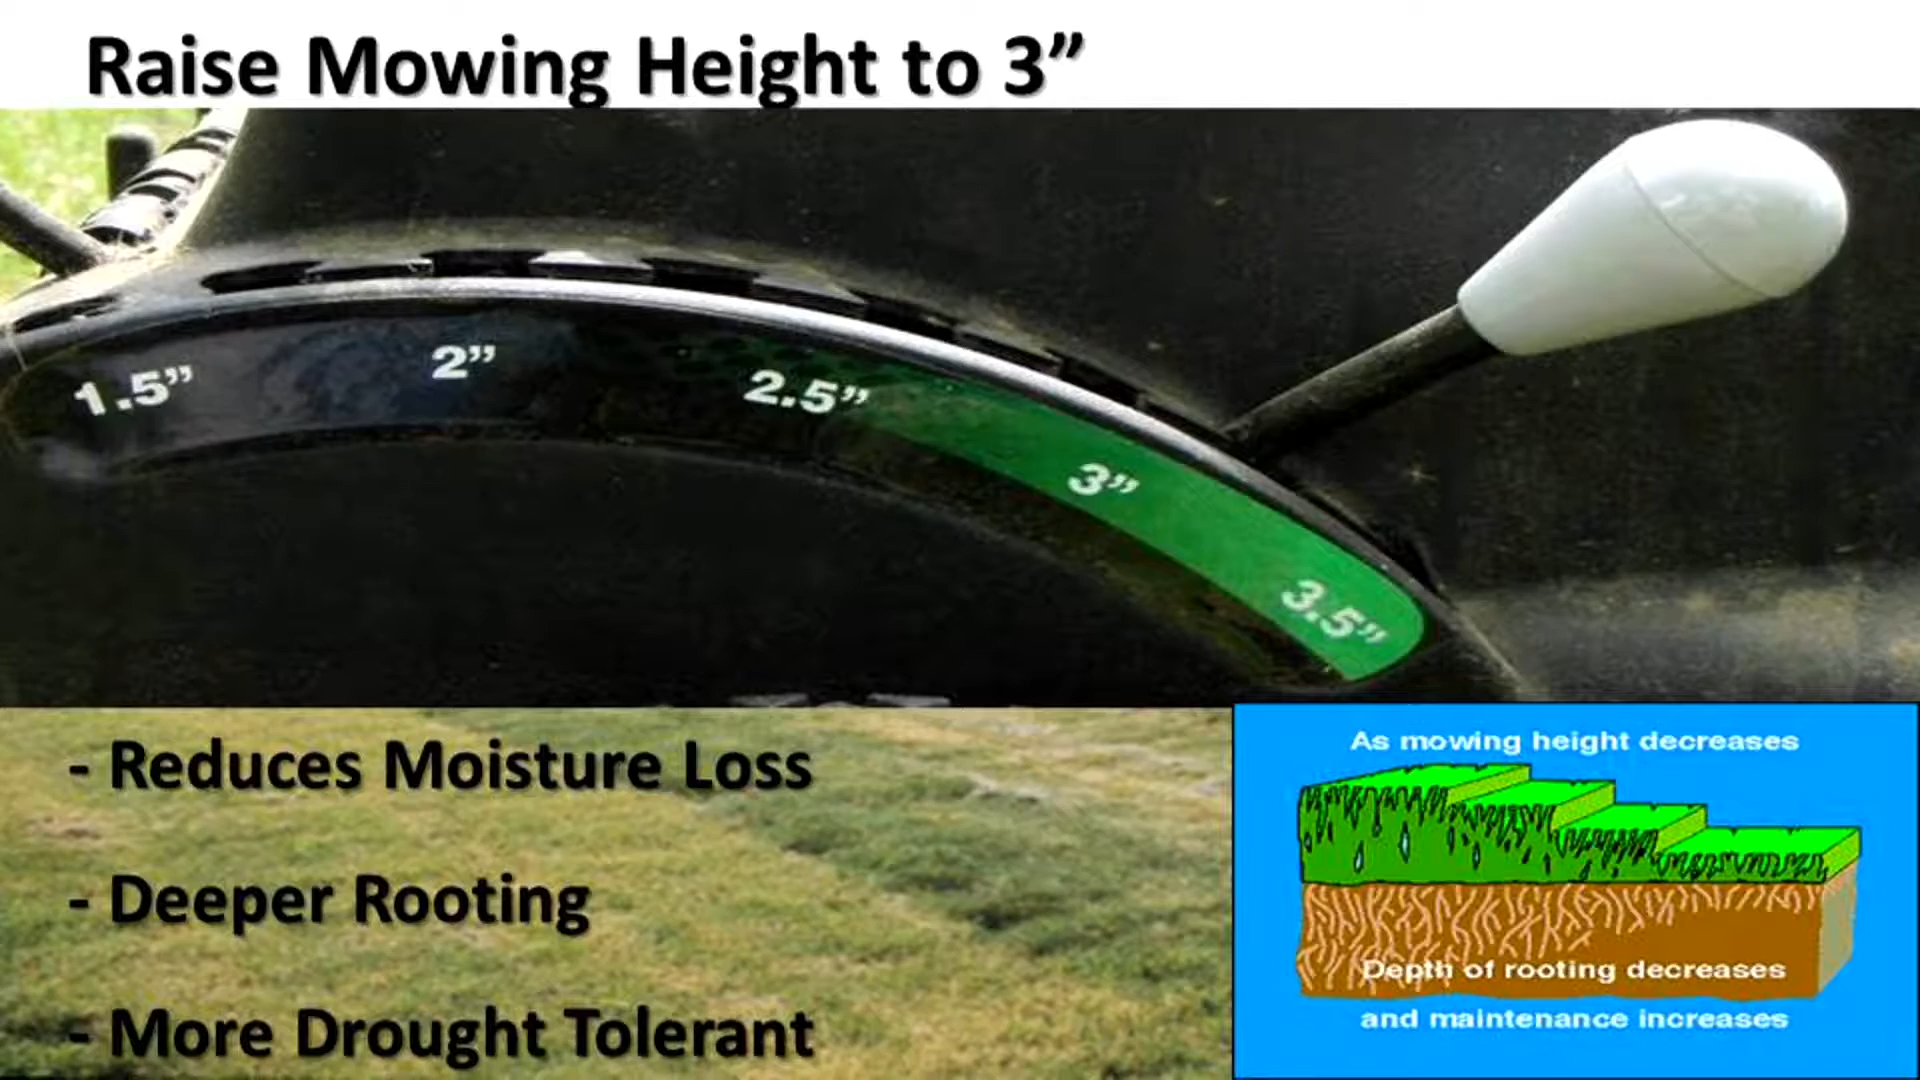 Raise Mowing Height to 3”
1.5”
2”
2.5”
3”
3.5”
- Reduces Moisture Loss
- Deeper Rooting
- More Drought Tolerant
As mowing height decreases
Depth of rooting decreases
and maintenance increases